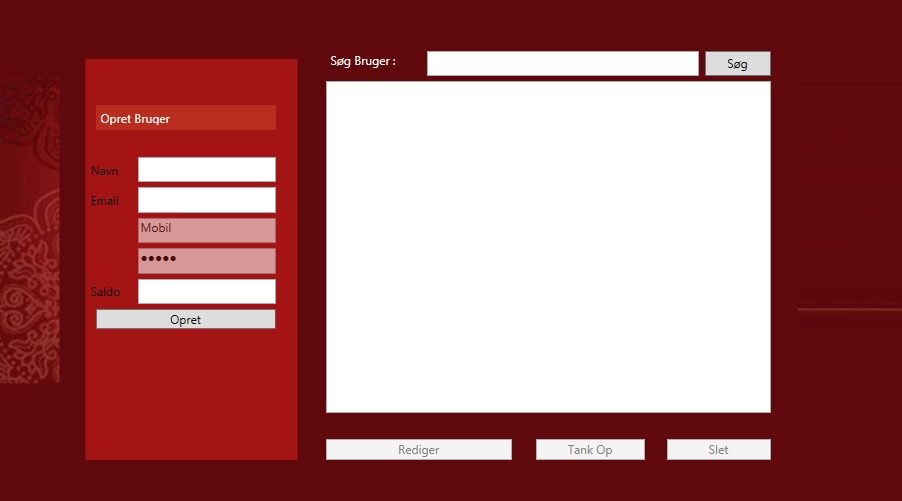 Søg Bruger :
Søg
Opret Bruger
Navn
Email
Mobil
●●●●●
Saldo
Opret
Rediger
Tank Op
Slet